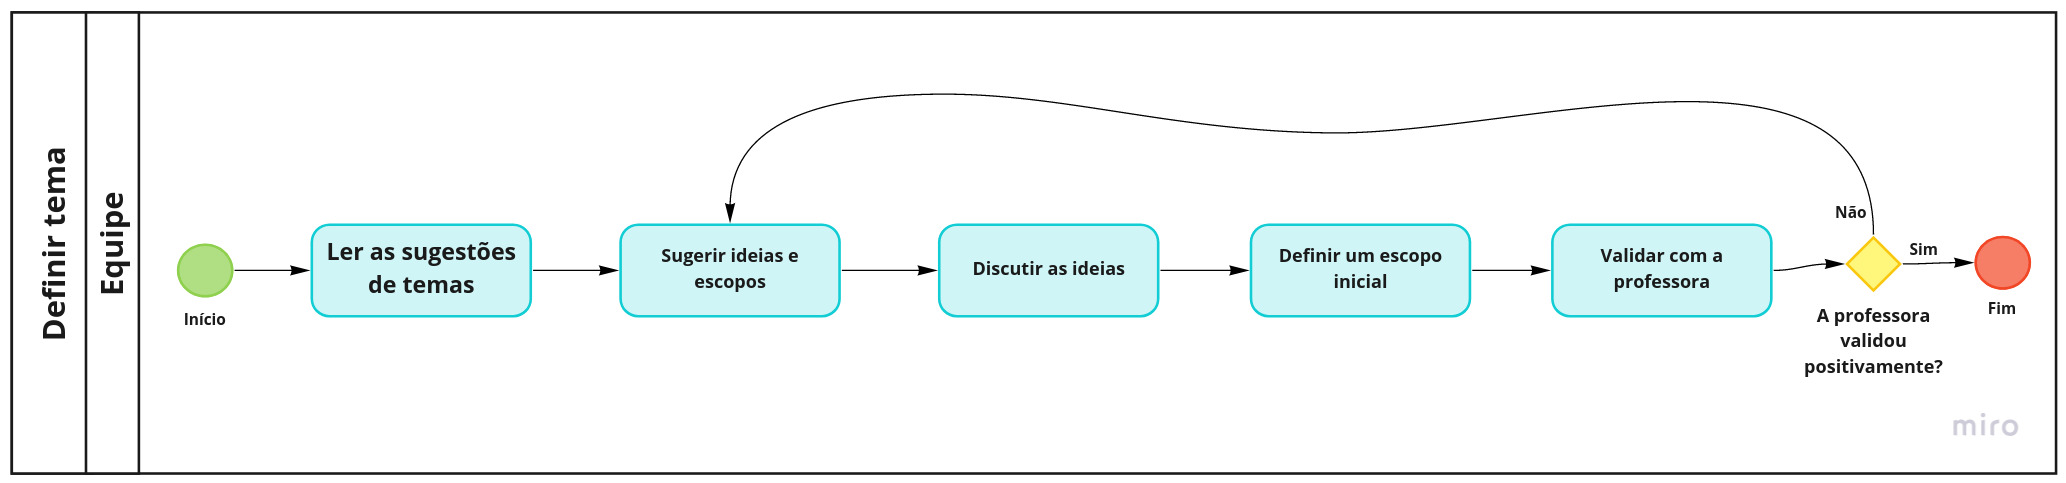 Definir tema
Equipe
Início
Ler as sugestões
de temas
Sugerir ideias e
escopos
Discutir as ideias
Definir um escopo
inicial
Validar com a
professora
Não
Sim
A professora
validou
positivamente?
Fim
miro